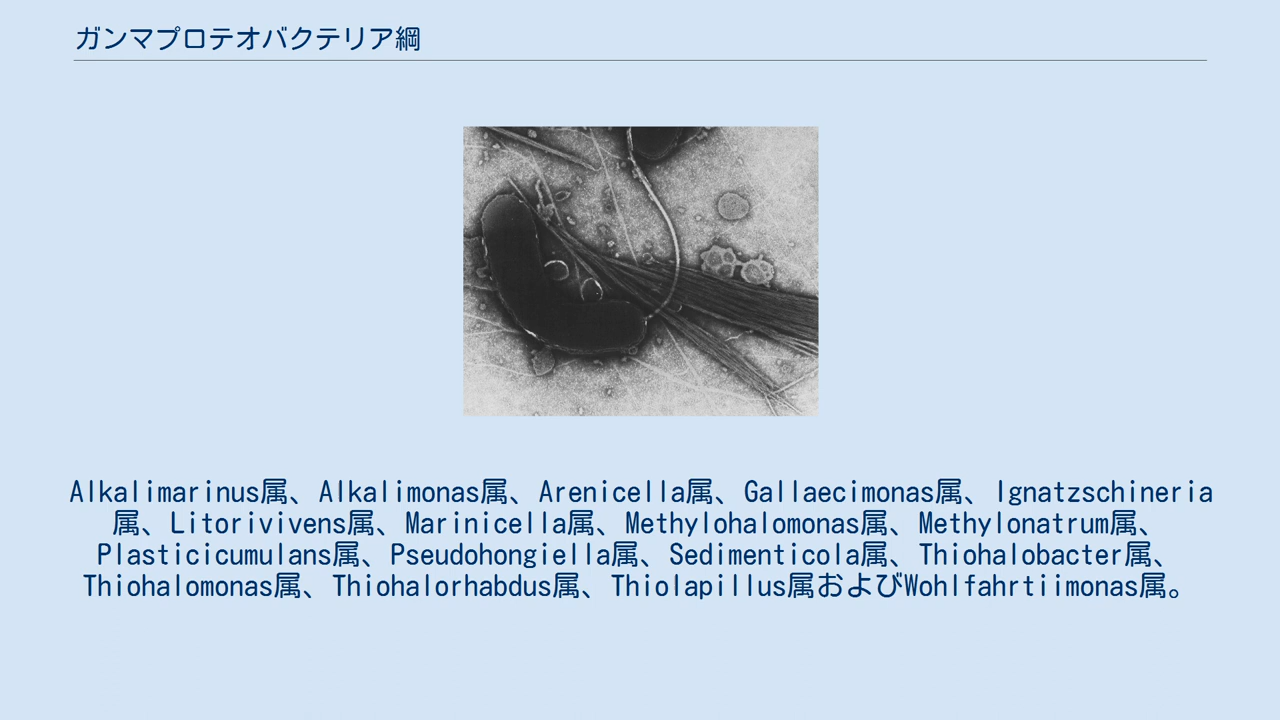 ガンマプロテオバクテリア綱
Alkalimarinus属、Alkalimonas属、Arenicella属、Gallaecimonas属、Ignatzschineria
属、Litorivivens属、Marinicella属、Methylohalomonas属、Methylonatrum属、
Plasticicumulans属、Pseudohongiella属、Sedimenticola属、Thiohalobacter属、
Thiohalomonas属、Thiohalorhabdus属、Thiolapillus属およびWohlfahrtiimonas属。